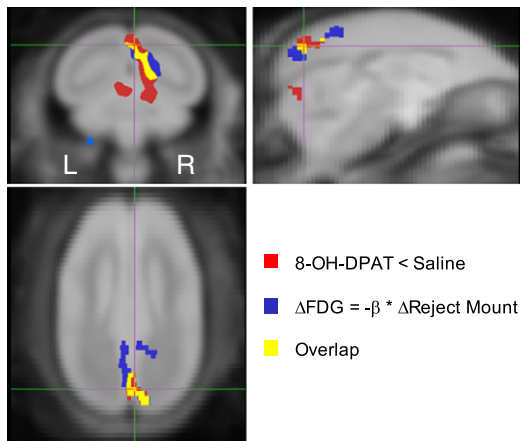 L R
8-OH-DPAT < Saline
ΔFDG = -β * ΔReject Mount
Overlap